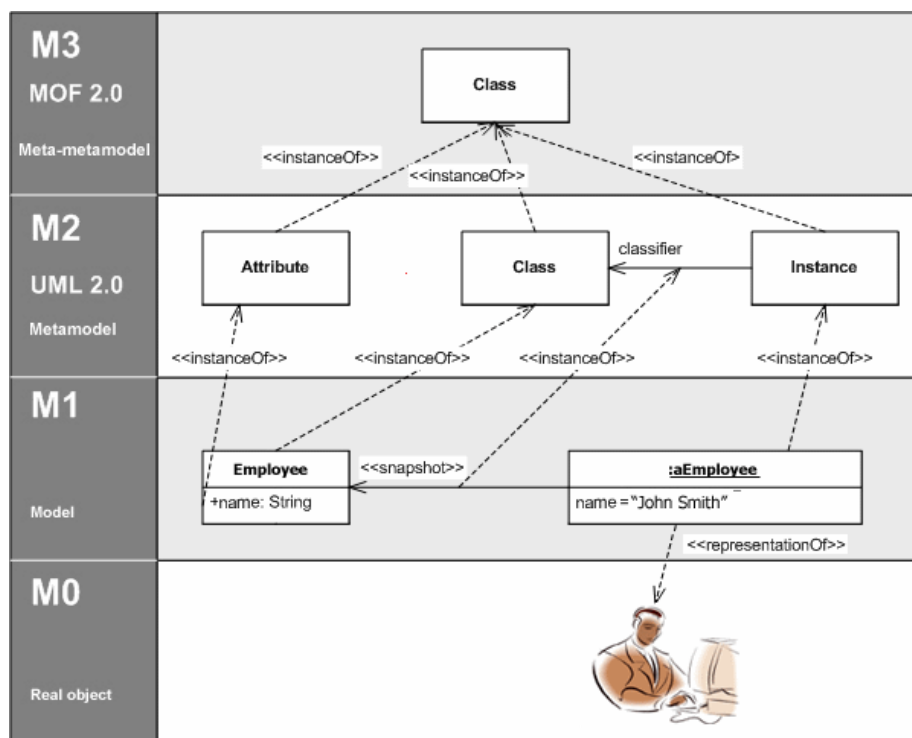 M3
MOF 2.0
Meta-metamodel
Class
<<instanceOf>>
<<instanceOf>>
<<instanceOf>
M2
UML 2.0
Metamodel
Attribute
Class
classifier
Instance
<<instanceOf>>
<<instanceOf>>
<<instanceOf>>
<<instanceOf>>
M1
Model
Employee
+name: String
<<snapshot>>
:aEmployee
name = "John Smith"
<<representationOf>>
M0
Real object